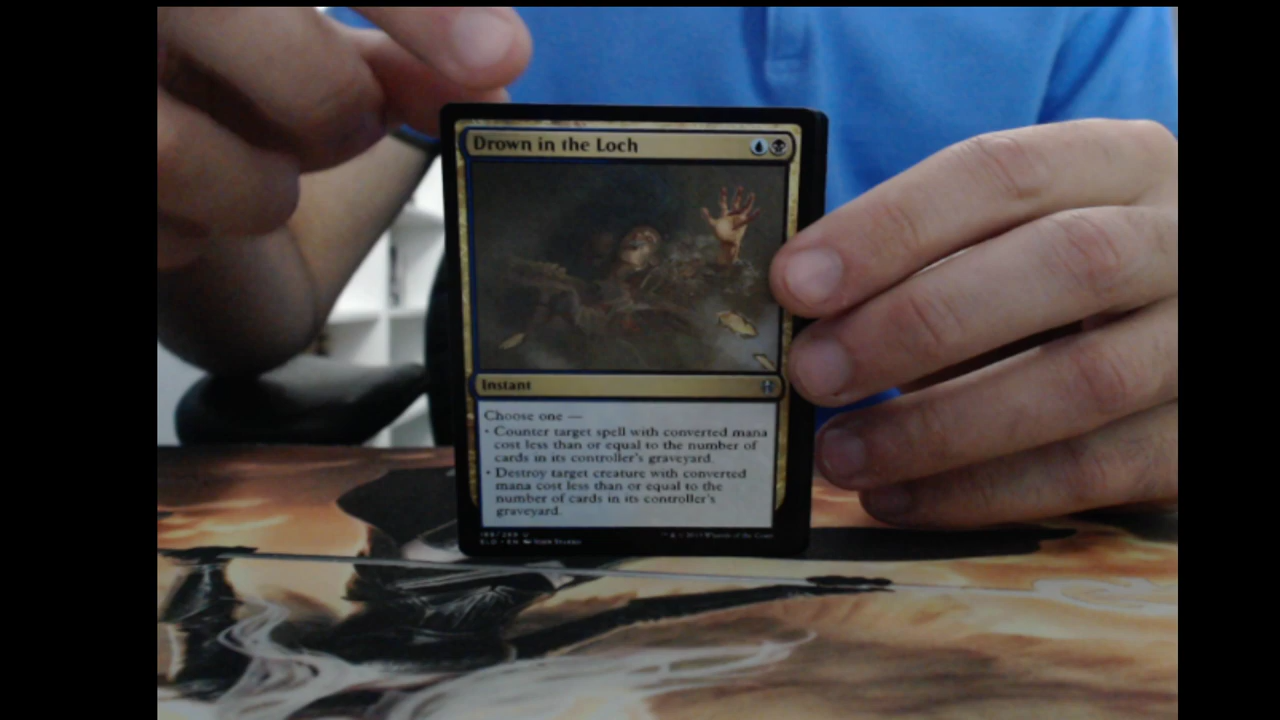 Drown in the Loch
Instant
Choose one —
• Counter target spell with converted mana
cost less than or equal to the number of
cards in its controller's graveyard.
• Destroy target creature with converted
mana cost less than or equal to the
number of cards in its controller's
graveyard.
ELD • EN